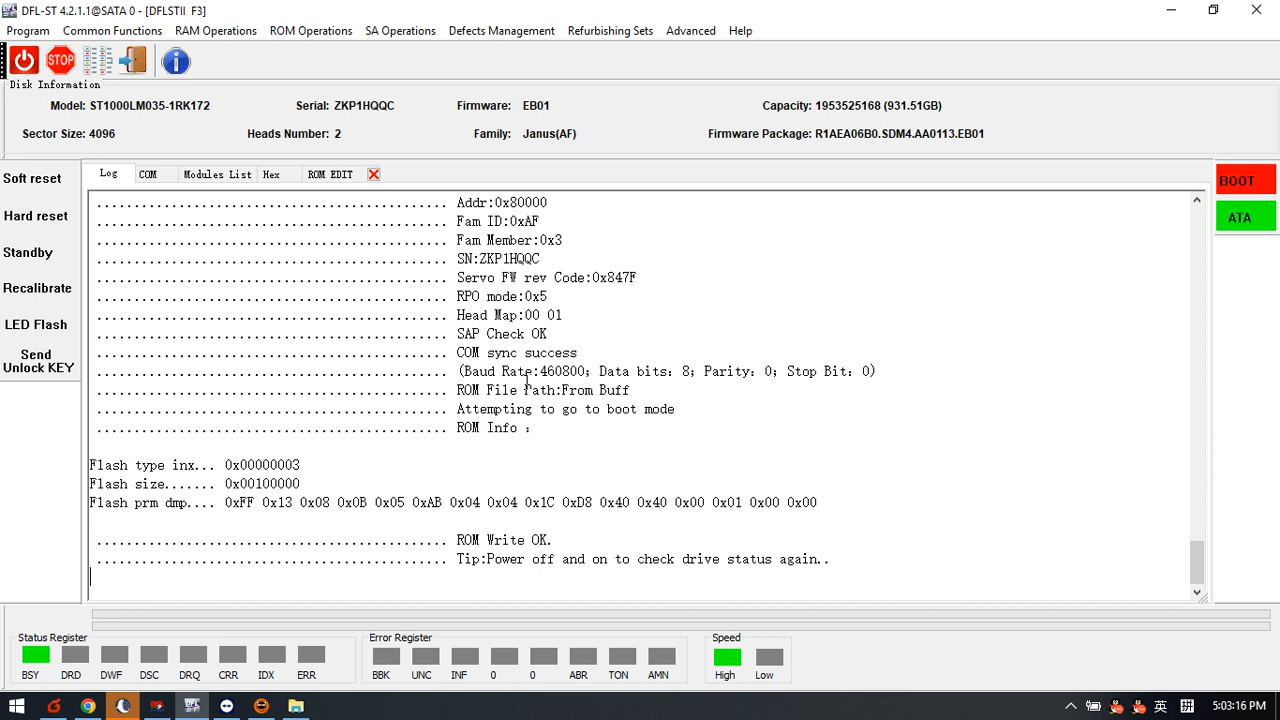 DFL-ST 4.2.1.1@SATA 0 - [DFLSTII F3]
Program Common Functions RAM Operations ROM Operations SA Operations Defects Management Refurbishing Sets Advanced Help
STOP
Disk Information
Model: ST1000LM035-1RK172 Serial: ZKP1HQQC Firmware: EB01 Capacity: 1953525168 (931.51GB)
Sector Size: 4096 Heads Number: 2 Family: Janus(AF) Firmware Package: R1AEA06B0.SDM4.AA0113.EB01
Log COM Modules List Hex ROM EDIT
Soft reset
Hard reset
Standby
Recalibrate
LED Flash
Send
Unlock KEY
BOOT
ATA
............................................... Addr:0x80000
............................................... Fam ID:0xAF
............................................... Fam Member:0x3
............................................... SN:ZKP1HQQC
............................................... Servo FW rev Code:0x847F
............................................... RPO mode:0x5
............................................... Head Map:00 01
............................................... SAP Check OK
............................................... COM sync success
............................................... (Baud Rate:460800; Data bits: 8; Parity: 0; Stop Bit: 0)
............................................... ROM File Path:From Buff
............................................... Attempting to go to boot mode
............................................... ROM Info :
Flash type inx... 0x00000003
Flash size....... 0x00100000
Flash prm dmp.... 0xFF 0x13 0x08 0x0B 0x05 0xAB 0x04 0x04 0x1C 0xD8 0x40 0x40 0x00 0x01 0x00 0x00
............................................... ROM Write OK.
............................................... Tip:Power off and on to check drive status again..
Status Register
BSY DRD DWF DSC DRQ CRR IDX ERR
Error Register
BBK UNC INF 0 0 ABR TON AMN
Speed
High Low
英 拼 5:03:16 PM